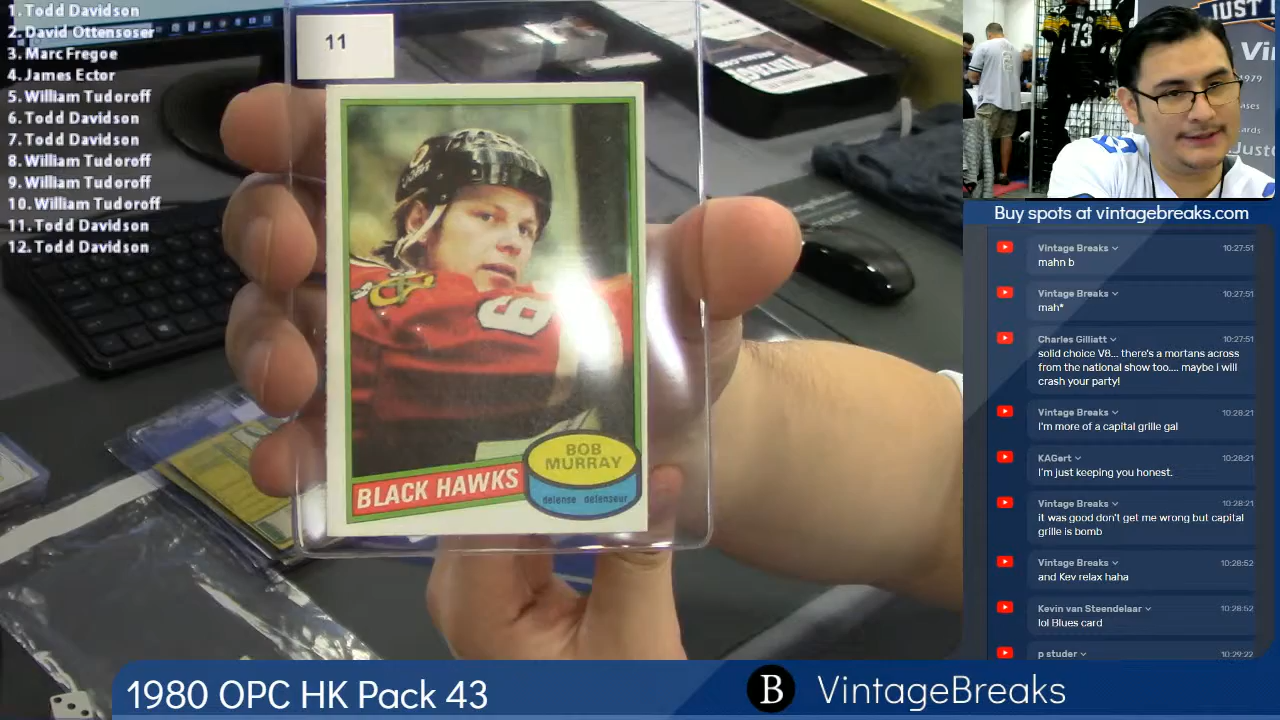 1. Todd Davidson
2. David Ottensoser
3. Marc Fregoe
4. James Ector
5. William Tudoroff
6. Todd Davidson
7. Todd Davidson
8. William Tudoroff
9. William Tudoroff
10. William Tudoroff
11. Todd Davidson
12. Todd Davidson
11
6
BLACK HAWKS
BOB
MURRAY
defense defenseur
73
JUST
Vi
1979
Juste
Buy spots at vintagebreaks.com
Vintage Breaks 10:27:51
mahn b
Vintage Breaks 10:27:51
mah*
Charles Gilliatt 10:27:51
solid choice V8... there's a mortans across
from the national show too.... maybe i will
crash your party!
Vintage Breaks 10:28:21
I'm more of a capital grille gal
KAGert 10:28:21
I'm just keeping you honest.
Vintage Breaks 10:28:21
it was good don't get me wrong but capital
grille is bomb
Vintage Breaks 10:28:52
and Kev relax haha
Kevin van Steendelaar 10:28:52
lol Blues card
p studer 10:29:22
1980 OPC HK Pack 43
B VintageBreaks